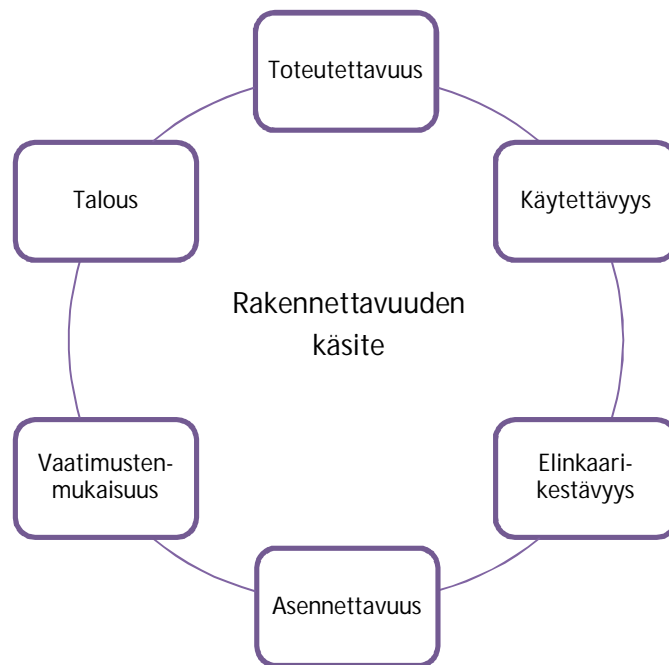 Toteutettavuus
Talous
Käytettävyys
Rakennettavuuden
käsite
Vaatimusten-
mukaisuus
Elinkaari-
kestävyys
Asennettavuus